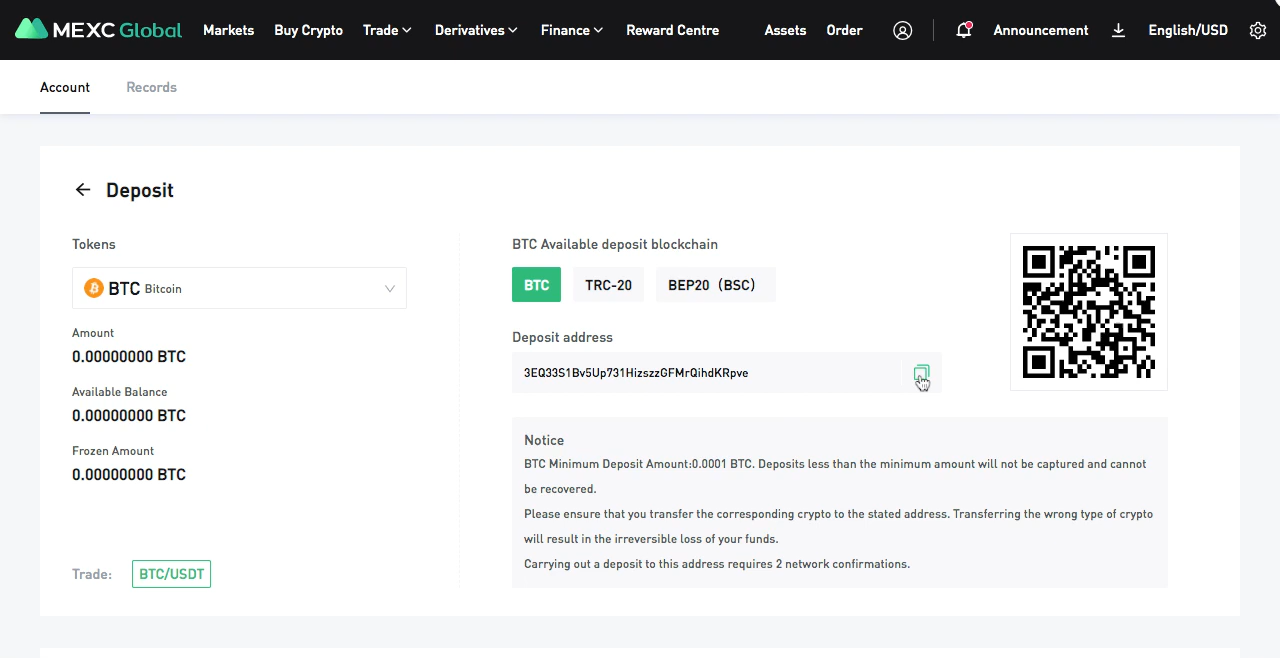 MEXC Global Markets Buy Crypto Trade Derivatives Finance Reward Centre Assets Order Announcement English/USD
Account Records
Deposit
Tokens
BTC Bitcoin
Amount
0.00000000 BTC
Available Balance
0.00000000 BTC
Frozen Amount
0.00000000 BTC
Trade: BTC/USDT
BTC Available deposit blockchain
BTC TRC-20 BEP20（BSC）
Deposit address
3EQ33S1Bv5Up731HizszzGFMrQihdKRpve
Notice
BTC Minimum Deposit Amount:0.0001 BTC. Deposits less than the minimum amount will not be captured and cannot
be recovered.
Please ensure that you transfer the corresponding crypto to the stated address. Transferring the wrong type of crypto
will result in the irreversible loss of your funds.
Carrying out a deposit to this address requires 2 network confirmations.